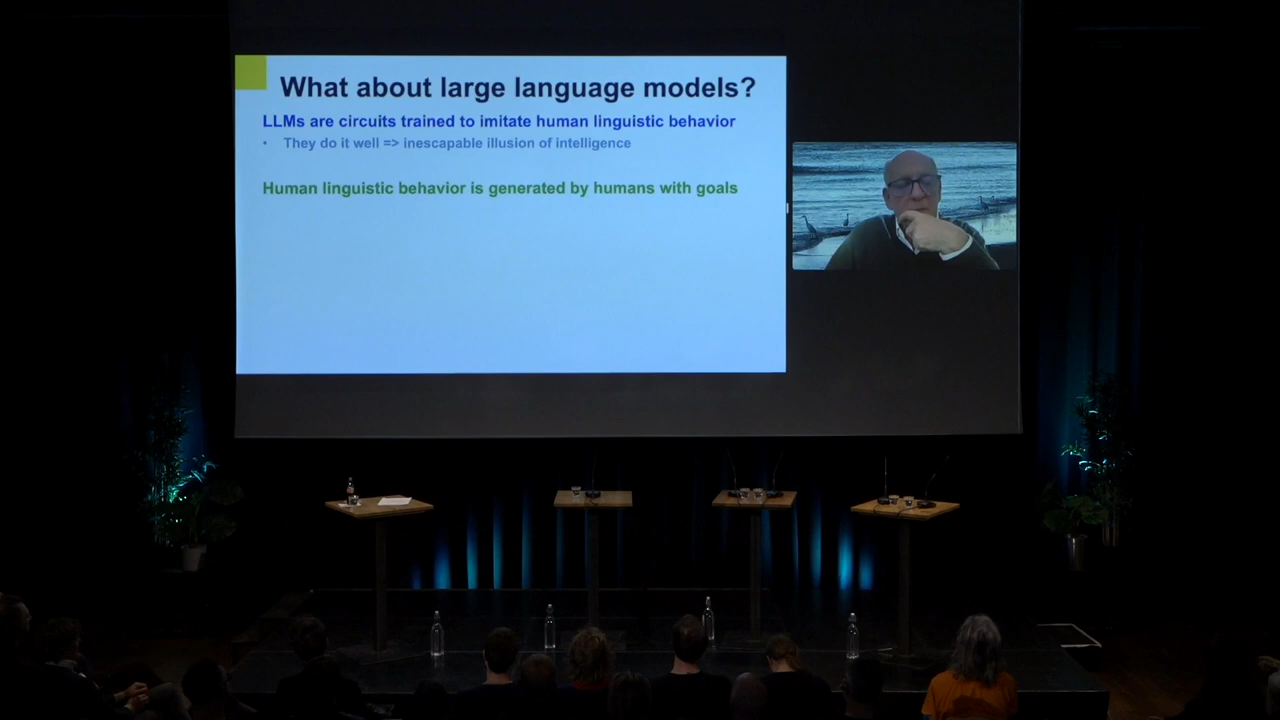 What about large language models?
LLMs are circuits trained to imitate human linguistic behavior
• They do it well => inescapable illusion of intelligence
Human linguistic behavior is generated by humans with goals